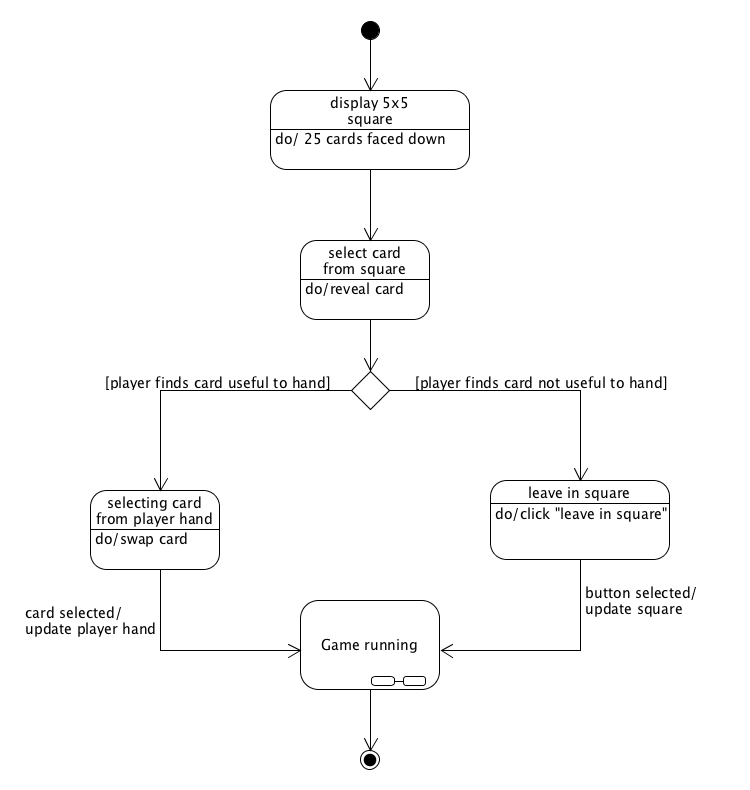 display 5x5
square
do/ 25 cards faced down
select card
from square
do/reveal card
[player finds card useful to hand]
[player finds card not useful to hand]
selecting card
from player hand
do/swap card
leave in square
do/click "leave in square"
card selected/
update player hand
button selected/
update square
Game running